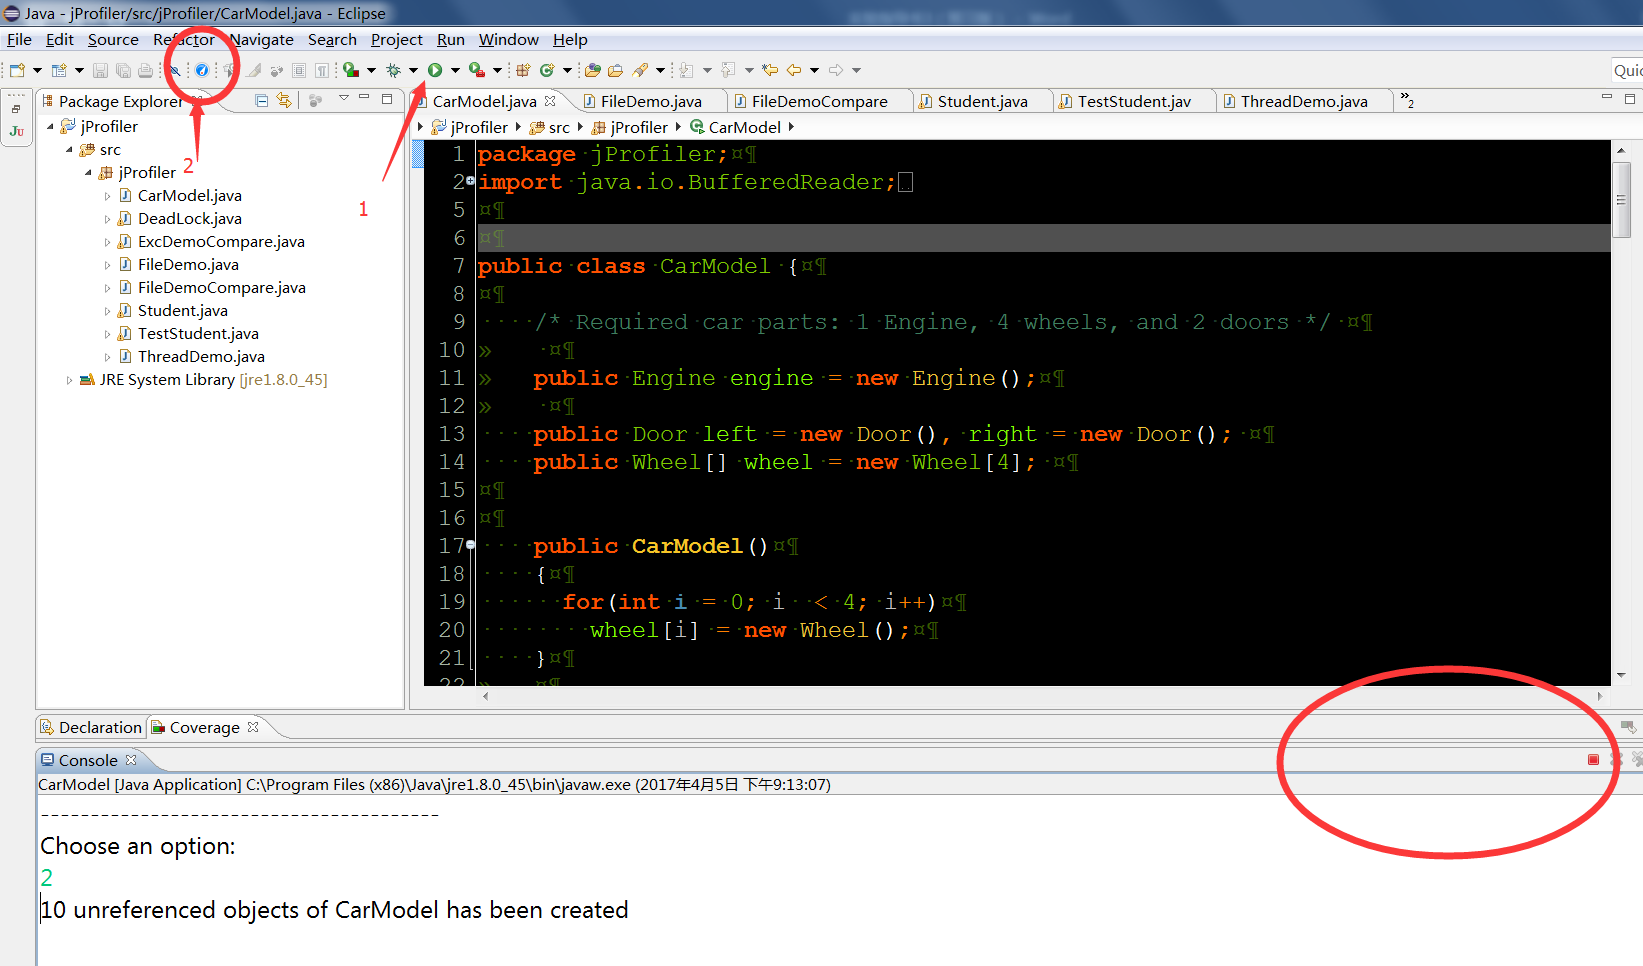 Java - jProfiler/src/jProfiler/CarModel.java - Eclipse
File Edit Source Refactor Navigate Search Project Run Window Help
Quic
Package Explorer
CarModel.java FileDemo.java FileDemoCompare Student.java TestStudent.jav ThreadDemo.java »2
jProfiler src jProfiler CarModel
JU
jProfiler
src
jProfiler
CarModel.java
DeadLock.java
ExcDemoCompare.java
FileDemo.java
FileDemoCompare.java
Student.java
TestStudent.java
ThreadDemo.java
JRE System Library [jre1.8.0_45]
2
1
1 package·jProfiler;¤¶
2 import·java.io.BufferedReader;
5 ¤¶
6 ¤¶
7 public·class·CarModel·{¤¶
8 ¤¶
9 ····/*·Required·car·parts:·1·Engine,·4·wheels,·and·2·doors·*/·¤¶
10 » ·¤¶
11 » public·Engine·engine·=·new·Engine();¤¶
12 » ·¤¶
13 ····public·Door·left·=·new·Door(),·right·=·new·Door();·¤¶
14 ····public·Wheel[]·wheel·=·new·Wheel[4];·¤¶
15 ¤¶
16 ¤¶
17 ····public·CarModel()¤¶
18 ····{¤¶
19 ······for(int·i·=·0;·i··<·4;·i++)¤¶
20 ········wheel[i]·=·new·Wheel();¤¶
21 ····}¤¶
22 » ·¤¶
Declaration Coverage
Console
CarModel [Java Application] C:\Program Files (x86)\Java\jre1.8.0_45\bin\javaw.exe (2017年4月5日 下午9:13:07)
----------------------------------------
Choose an option:
2
10 unreferenced objects of CarModel has been created